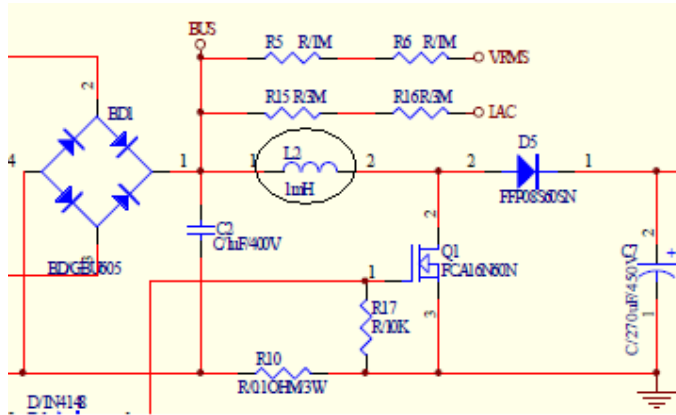 BUS
R5 R/1M R6 R/1M VRMS
2
R15 R/3M R16 R/3M IAC
BD1
D5
4 1 1 L2 2 2 1
1mH
FFP08S60SN
C2
C/1uF/400V
2
Q1
FCA16N60N
2
C/270uF/450V
1
R17
R/10K
3
1
R10
R/0.1OHM/3W
D/IN4148